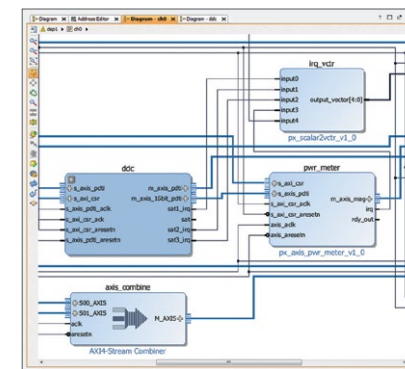 Diagram × Address Editor × Diagram - ch0 × Diagram - ddc ×
dep1 ch0
irq_vctr
input0
input1
input2
input3
input4
output_vector[4:0]
px_scalar2vctr_v1_0
ddc
s_axis_pdti
s_axi_csr
s_axis_pdti_aclk
s_axi_csr_aclk
s_axi_csr_aresetn
s_axis_pdti_aresetn
m_axis_pdti
m_axis_16bit_pdti
sat1_irq
sat
sat2_irq
sat3_irq
pwr_meter
s_axi_csr
s_axis_pdti
s_axi_csr_aclk
s_axi_csr_aresetn
axis_aclk
axis_aresetn
m_axis_mag
irq
rdy_out
px_axis_pwr_meter_v1_0
axis_combine
S00_AXIS
S01_AXIS
aclk
aresetn
M_AXIS
AXI4-Stream Combiner